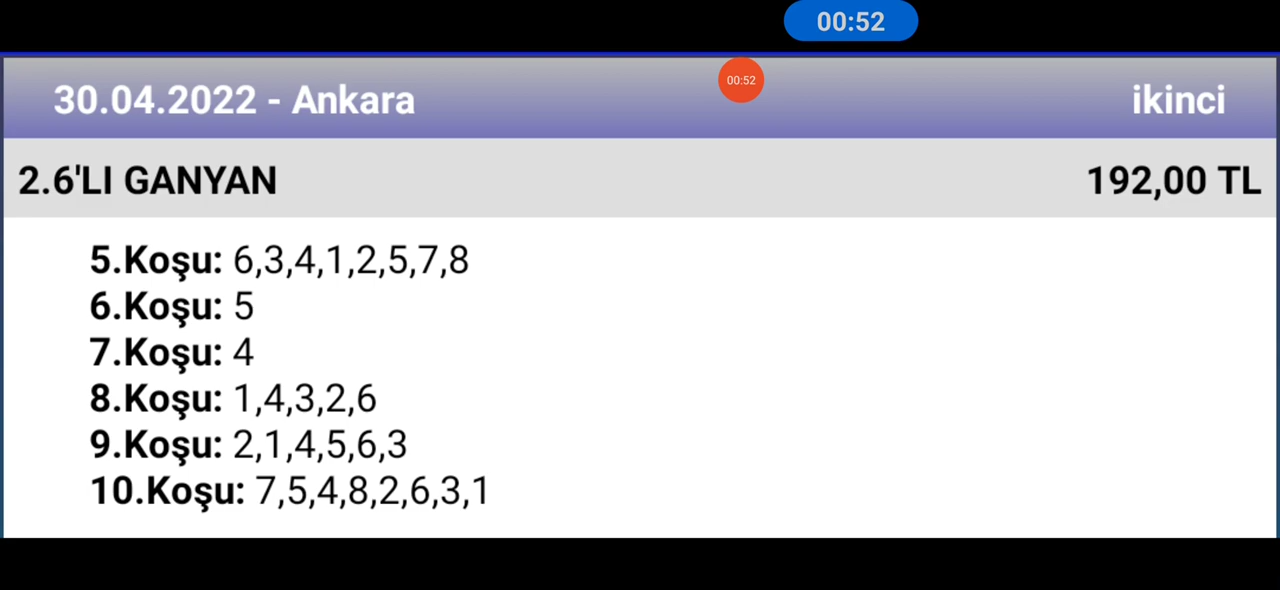 00:52
00:52
30.04.2022 - Ankara ikinci
2.6'LI GANYAN 192,00 TL
5.Koşu: 6,3,4,1,2,5,7,8
6.Koşu: 5
7.Koşu: 4
8.Koşu: 1,4,3,2,6
9.Koşu: 2,1,4,5,6,3
10.Koşu: 7,5,4,8,2,6,3,1